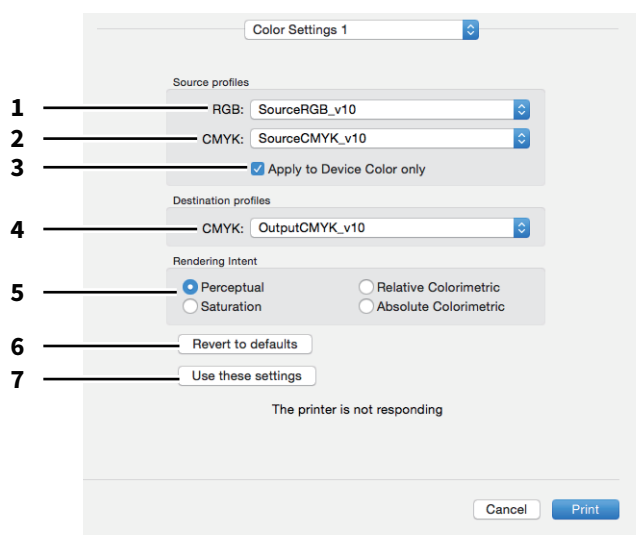 Color Settings 1
Source profiles
1 RGB: SourceRGB_v10
2 CMYK: SourceCMYK_v10
3 Apply to Device Color only
Destination profiles
4 CMYK: OutputCMYK_v10
Rendering Intent
5 Perceptual Relative Colorimetric
Saturation Absolute Colorimetric
6 Revert to defaults
7 Use these settings
The printer is not responding
Cancel Print